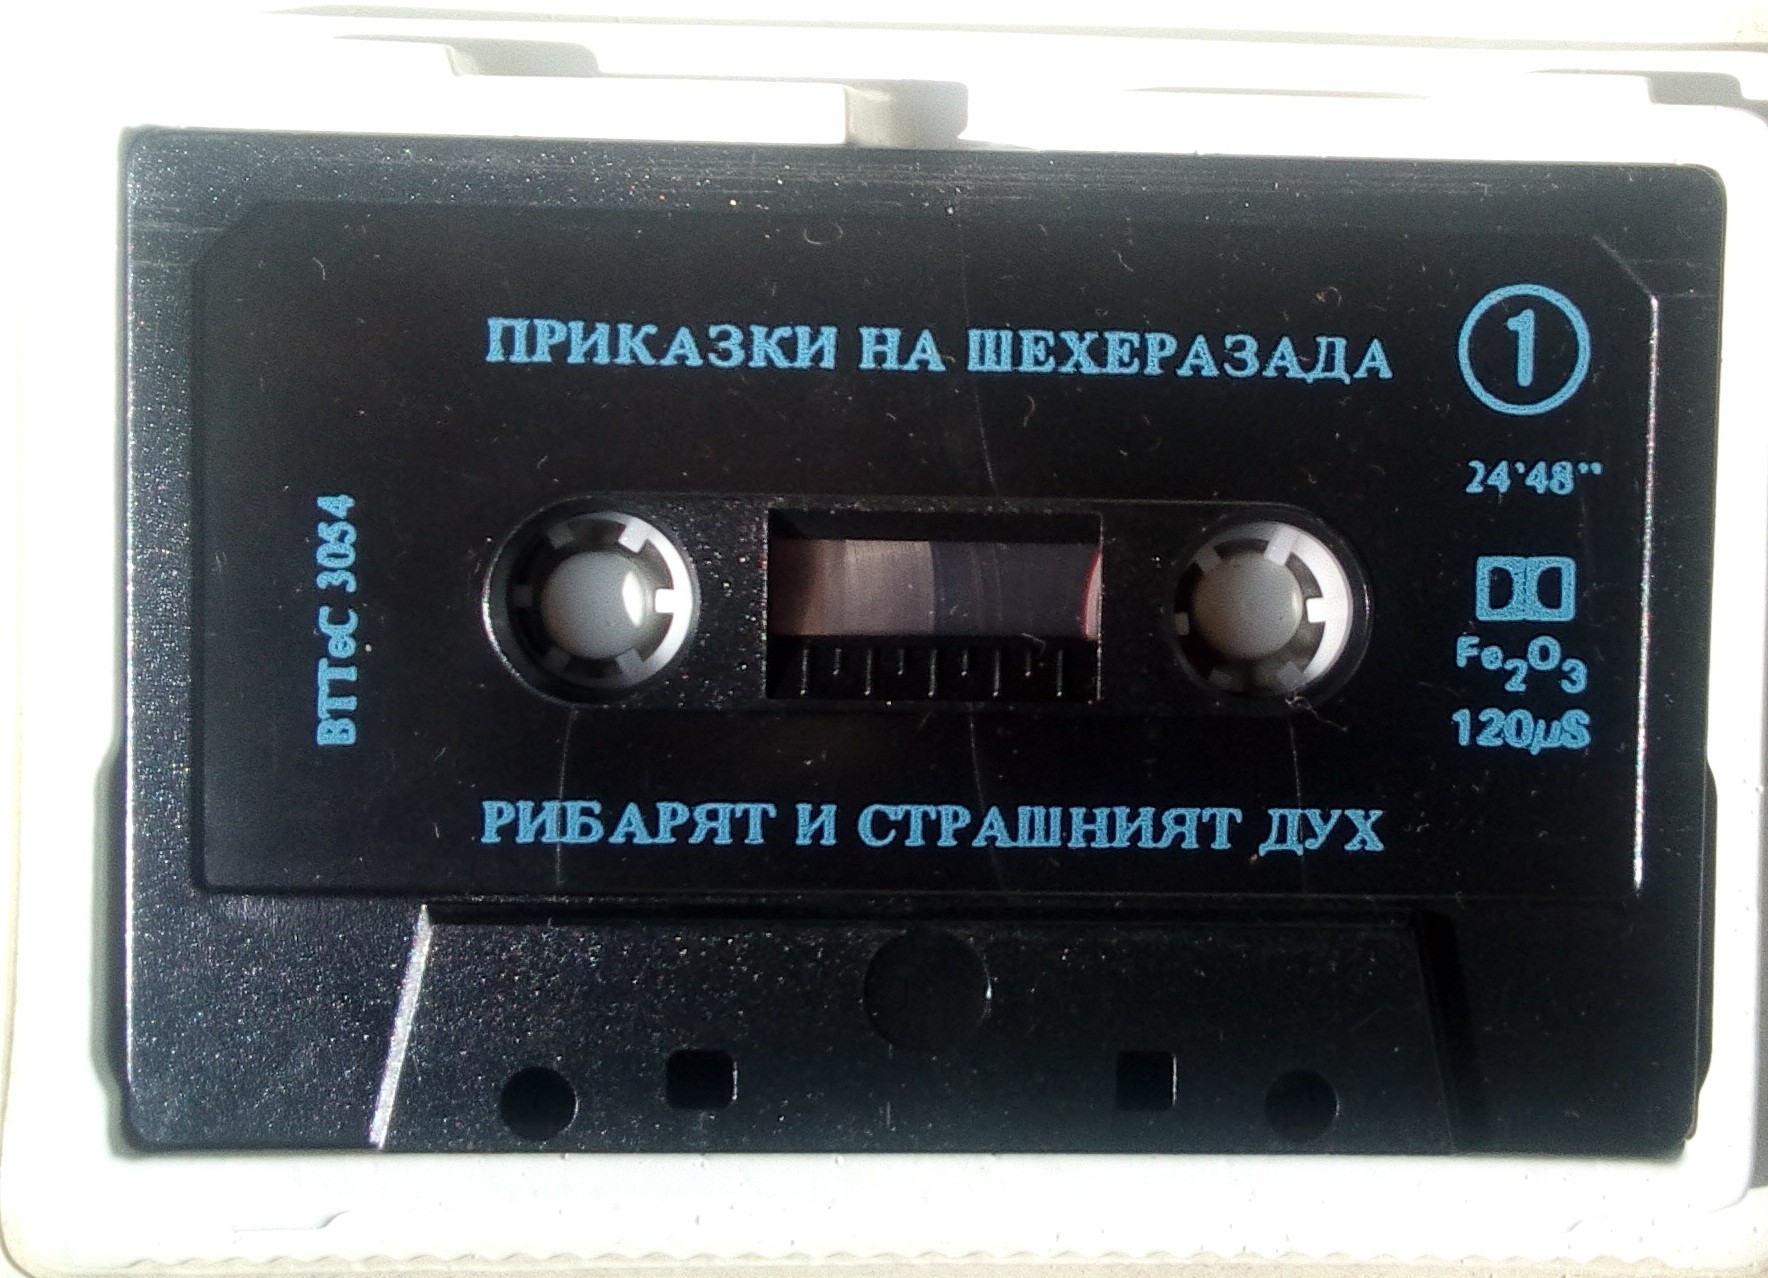 ПРИКАЗКИ НА ШЕХЕРАЗАДА
1
24'48''
ВТТеС 3054
Fe2O3
120µS
РИБАРЯТ И СТРАШНИЯТ ДУХ